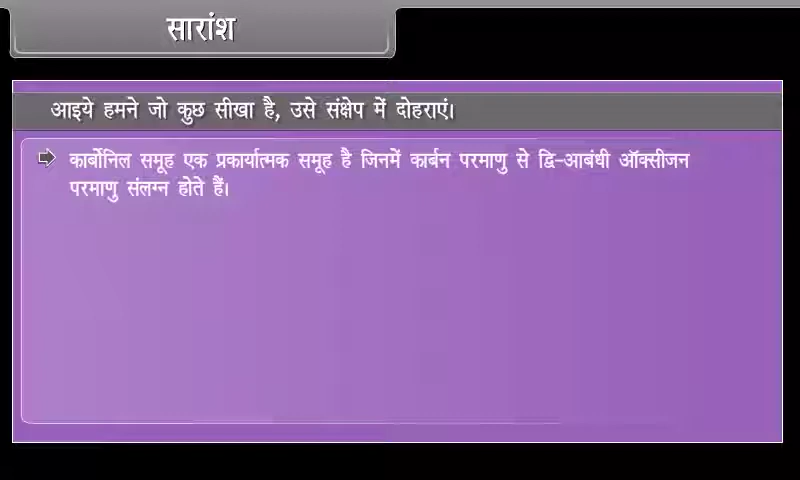 सारांश
आइये हमने जो कुछ सीखा है, उसे संक्षेप में दोहराएं।
कार्बोनिल समूह एक प्रकार्यात्मक समूह है जिनमें कार्बन परमाणु से द्वि-आबंधी ऑक्सीजन
परमाणु संलग्न होते हैं।